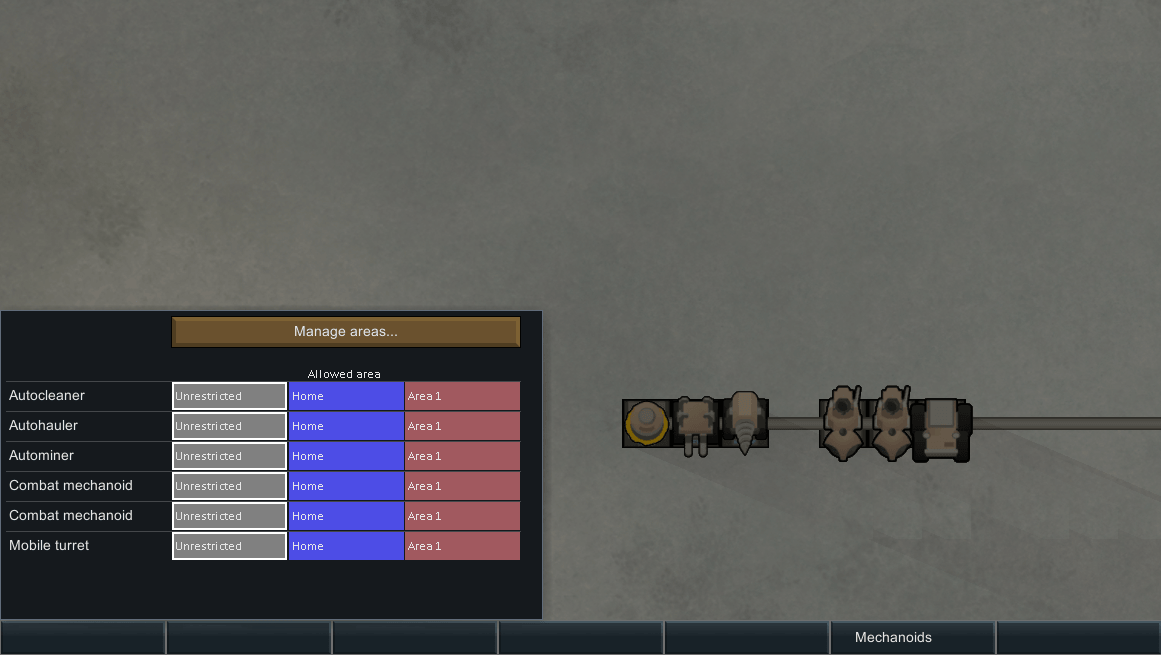 Manage areas...
Allowed area
Autocleaner Unrestricted Home Area 1
Autohauler Unrestricted Home Area 1
Autominer Unrestricted Home Area 1
Combat mechanoid Unrestricted Home Area 1
Combat mechanoid Unrestricted Home Area 1
Mobile turret Unrestricted Home Area 1
Mechanoids